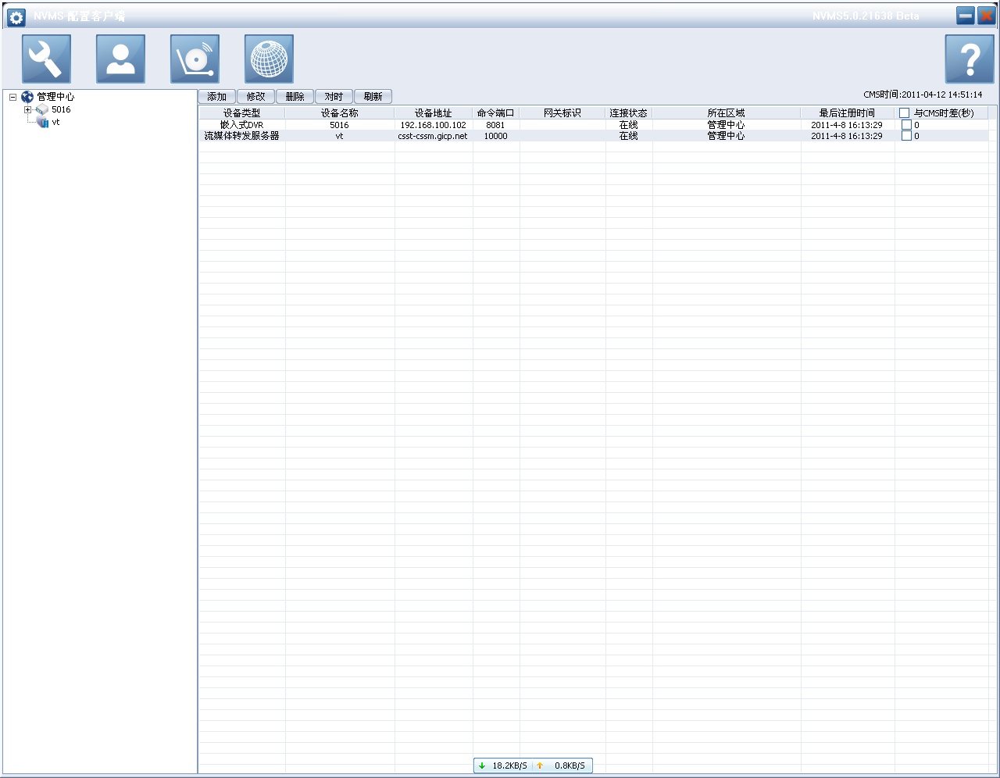 NVMS-配置客户端 NVMS5.0.21638 Beta
管理中心
5016
vt
添加 修改 删除 对时 刷新 CMS时间:2011-04-12 14:51:14
设备类型 设备名称 设备地址 命令端口 网关标识 连接状态 所在区域 最后注册时间 与CMS时差(秒)
嵌入式DVR 5016 192.168.100.102 8081 在线 管理中心 2011-4-8 16:13:29 0
流媒体转发服务器 vt csst-cssm.gicp.net 10000 在线 管理中心 2011-4-8 16:13:29 0
18.2KB/S 0.8KB/S